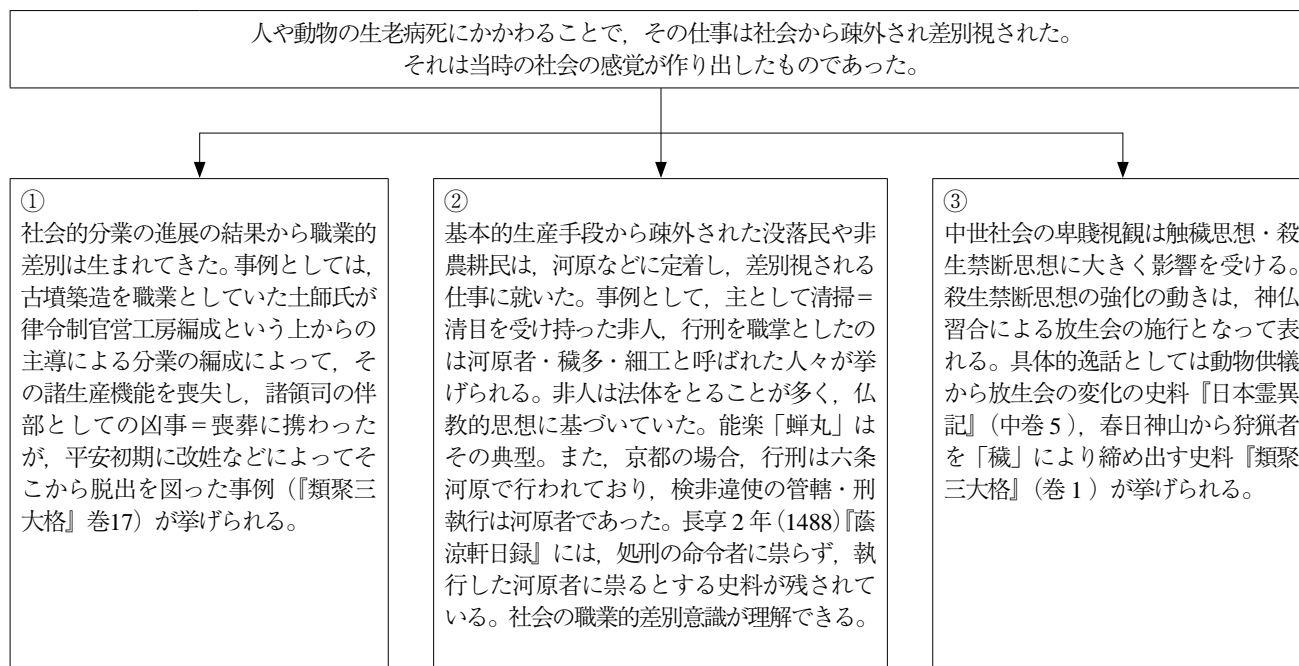 人や動物の生老病死にかかわることで，その仕事は社会から疎外され差別視された。
それは当時の社会の感覚が作り出したものであった。
①
社会的分業の進展の結果から職業的
差別は生まれてきた。事例としては，
古墳築造を職業としていた土師氏が
律令制官営工房編成という上からの
主導による分業の編成によって，そ
の諸生産機能を喪失し，諸領司の伴
部としての凶事＝喪葬に携わった
が，平安初期に改姓などによってそ
こから脱出を図った事例（『類聚三
大格』巻17）が挙げられる。
②
基本的生産手段から疎外された没落民や非
農耕民は，河原などに定着し，差別視される
仕事に就いた。事例として，主として清掃＝
清目を受け持った非人，行刑を職掌としたの
は河原者・穢多・細工と呼ばれた人々が挙
げられる。非人は法体をとることが多く，仏
教的思想に基づいていた。能楽「蝉丸」は
その典型。また，京都の場合，行刑は六条
河原で行われており，検非違使の管轄・刑
執行は河原者であった。長享 2 年（1488）『蔭
涼軒日録』には，処刑の命令者に祟らず，執
行した河原者に祟るとする史料が残されて
いる。社会の職業的差別意識が理解できる。
③
中世社会の卑賤視観は触穢思想・殺
生禁断思想に大きく影響を受ける。
殺生禁断思想の強化の動きは，神仏
習合による放生会の施行となって表
れる。具体的逸話としては動物供犠
から放生会の変化の史料『日本霊異
記』（中巻 5 ），春日神山から狩猟者
を「穢」により締め出す史料『類聚
三大格』（巻 1 ）が挙げられる。